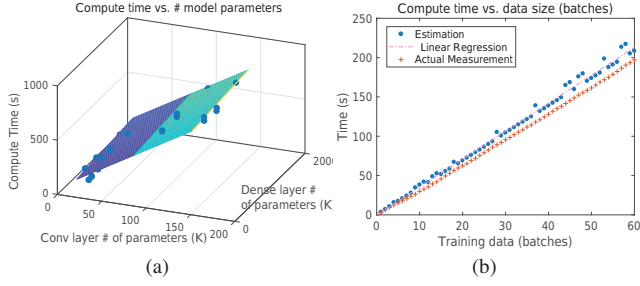 Compute time vs. # model parameters
1000
500
0
Compute Time (s)
0
50
100
150
200
Conv layer # of parameters (K)
0
2000
Dense layer #
of parameters (K)
(a)
Compute time vs. data size (batches)
Estimation
Linear Regression
Actual Measurement
250
200
150
100
50
0
Time (s)
0 10 20 30 40 50 60
Training data (batches)
(b)